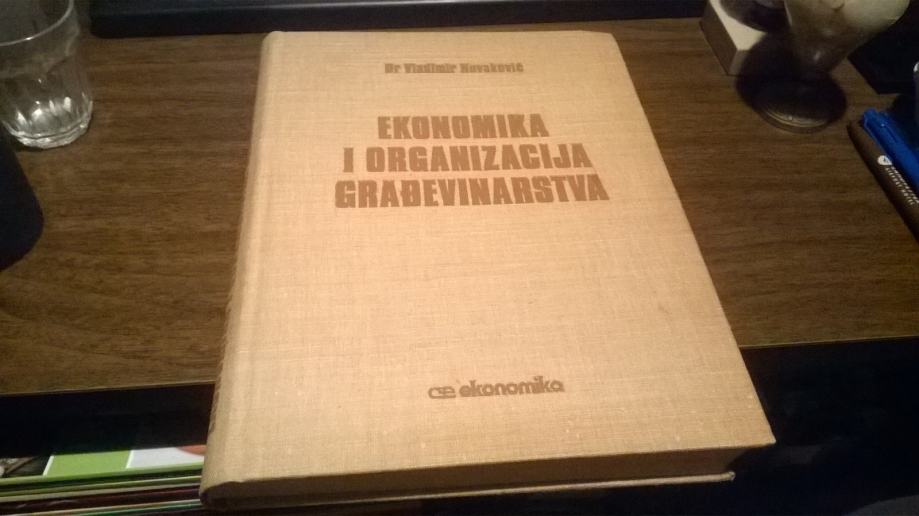 Dr Vladimir Novaković
EKONOMIKA
I ORGANIZACIJA
GRAĐEVINARSTVA
ekonomika